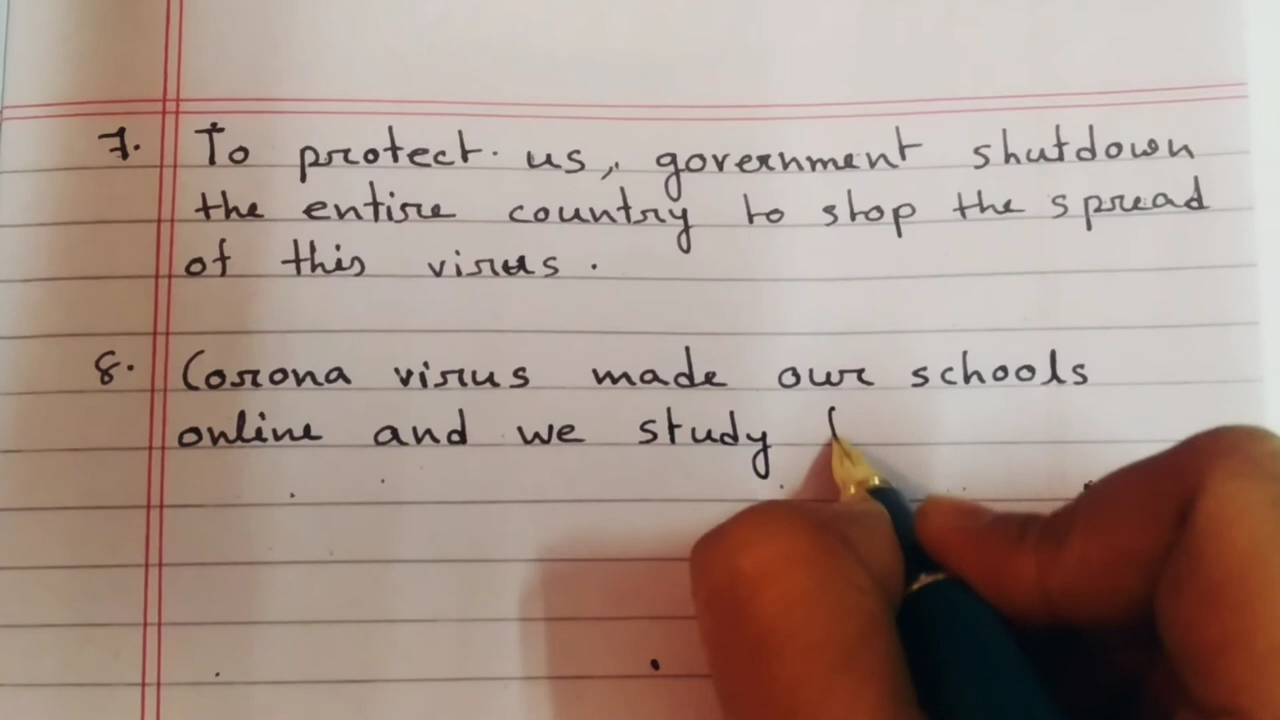 7. To protect us, government shutdown
the entire country to stop the spread
of this virus.
8. Corona virus made our schools
online and we study